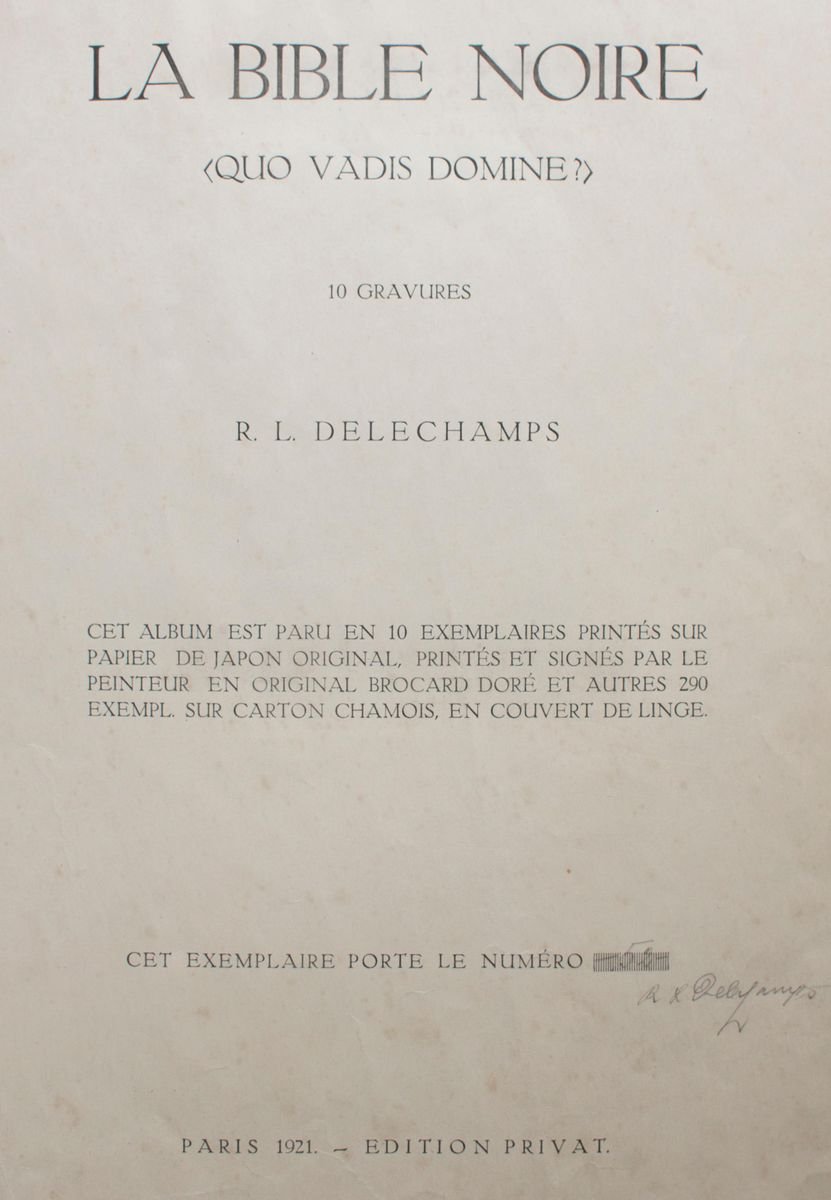 LA BIBLE NOIRE
‹QUO VADIS DOMINE?›
10 GRAVURES
R. L. DELECHAMPS
CET ALBUM EST PARU EN 10 EXEMPLAIRES PRINTÉS SUR
PAPIER DE JAPON ORIGINAL, PRINTÉS ET SIGNÉS PAR LE
PEINTEUR EN ORIGINAL BROCARD DORÉ ET AUTRES 290
EXEMPL. SUR CARTON CHAMOIS, EN COUVERT DE LINGE.
CET EXEMPLAIRE PORTE LE NUMÉRO
R L Delechamps
PARIS 1921. – EDITION PRIVAT.